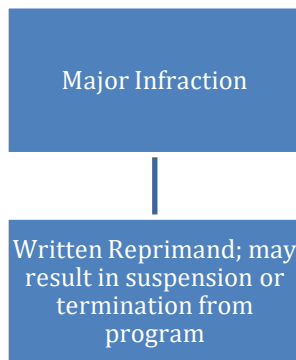 Major Infraction
Written Reprimand; may
result in suspension or
termination from
program